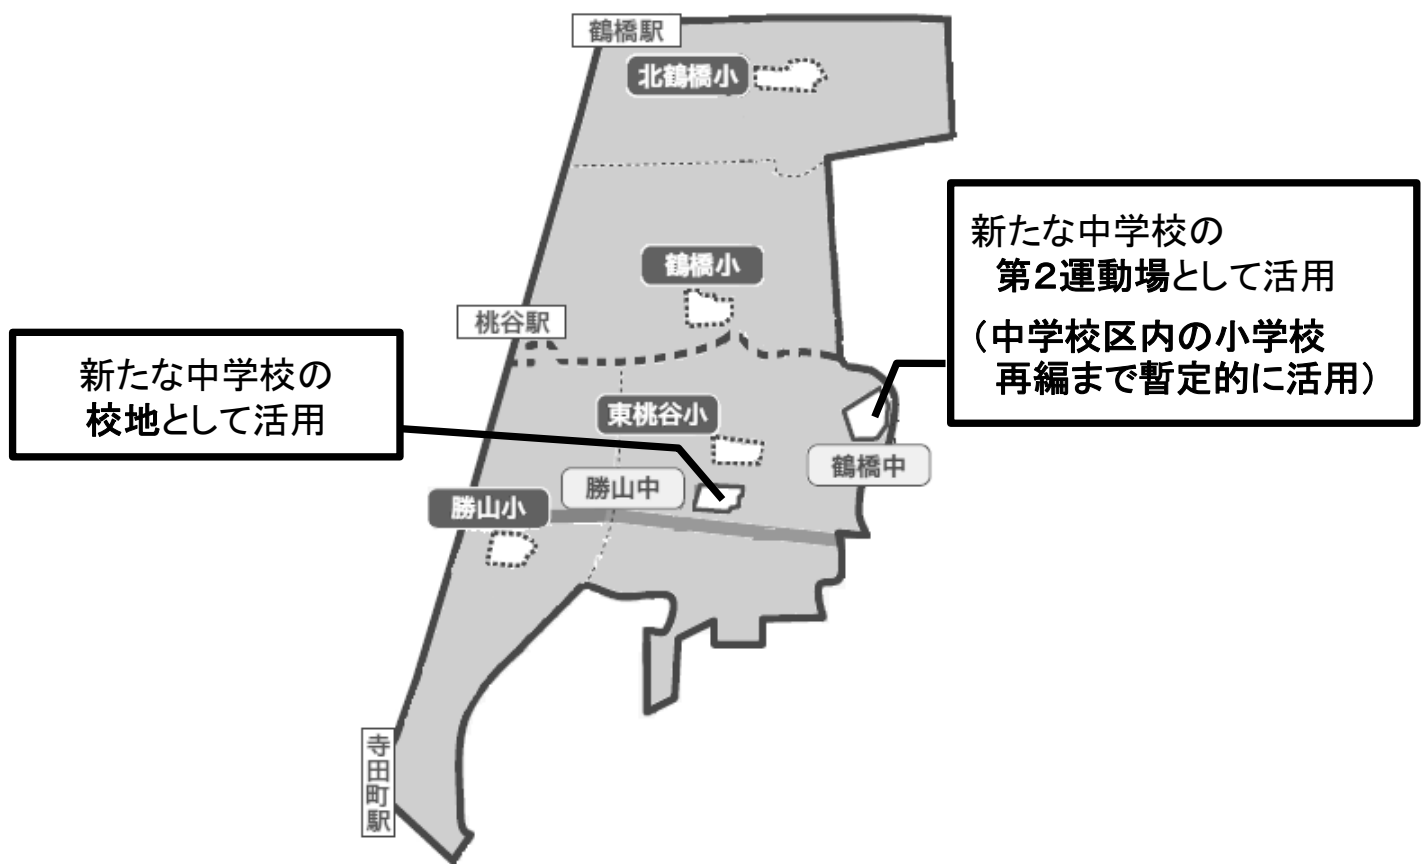 鶴橋駅
北鶴橋小
新たな中学校の
第2運動場として活用
（中学校区内の小学校
再編まで暫定的に活用）
鶴橋小
桃谷駅
新たな中学校の
校地として活用
東桃谷小
鶴橋中
勝山中
勝山小
寺田町駅